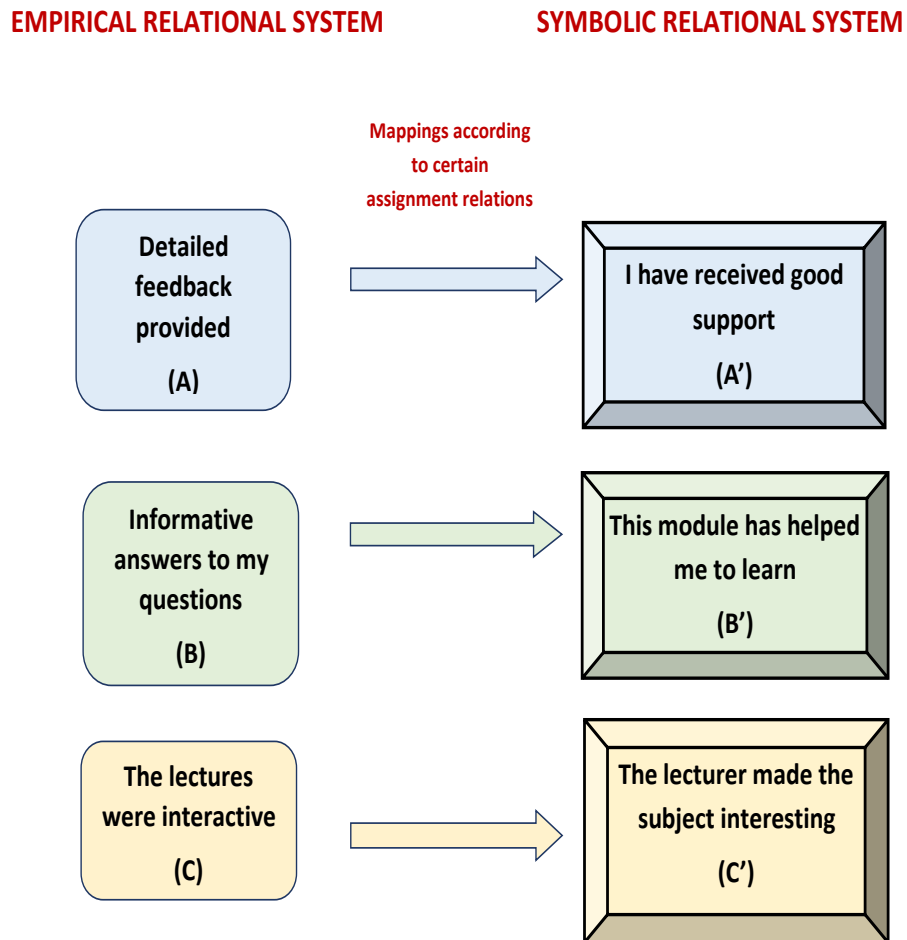 EMPIRICAL RELATIONAL SYSTEM
SYMBOLIC RELATIONAL SYSTEM
Mappings according
to certain
assignment relations
Detailed
feedback
provided
(A)
I have received good
support
(A’)
Informative
answers to my
questions
(B)
This module has helped
me to learn
(B’)
The lectures
were interactive
(C)
The lecturer made the
subject interesting
(C’)